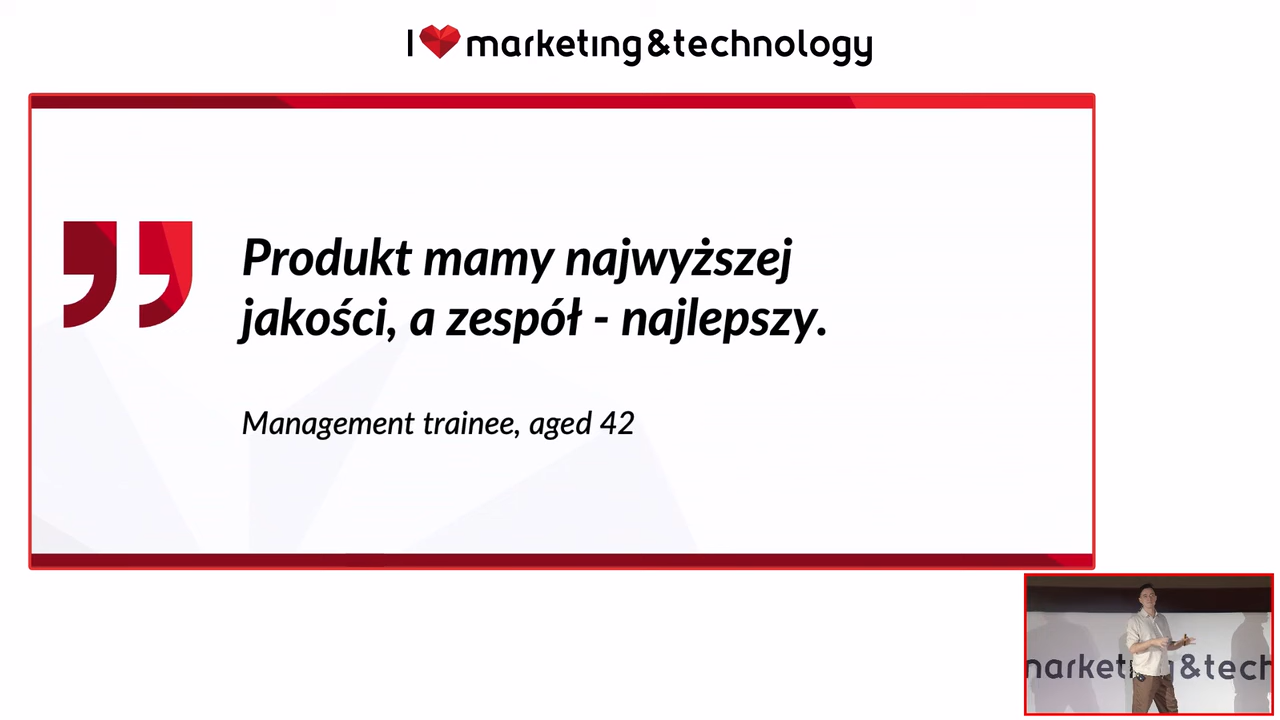 I marketing&technology
Produkt mamy najwyższej
jakości, a zespół - najlepszy.
Management trainee, aged 42
marketing&tech